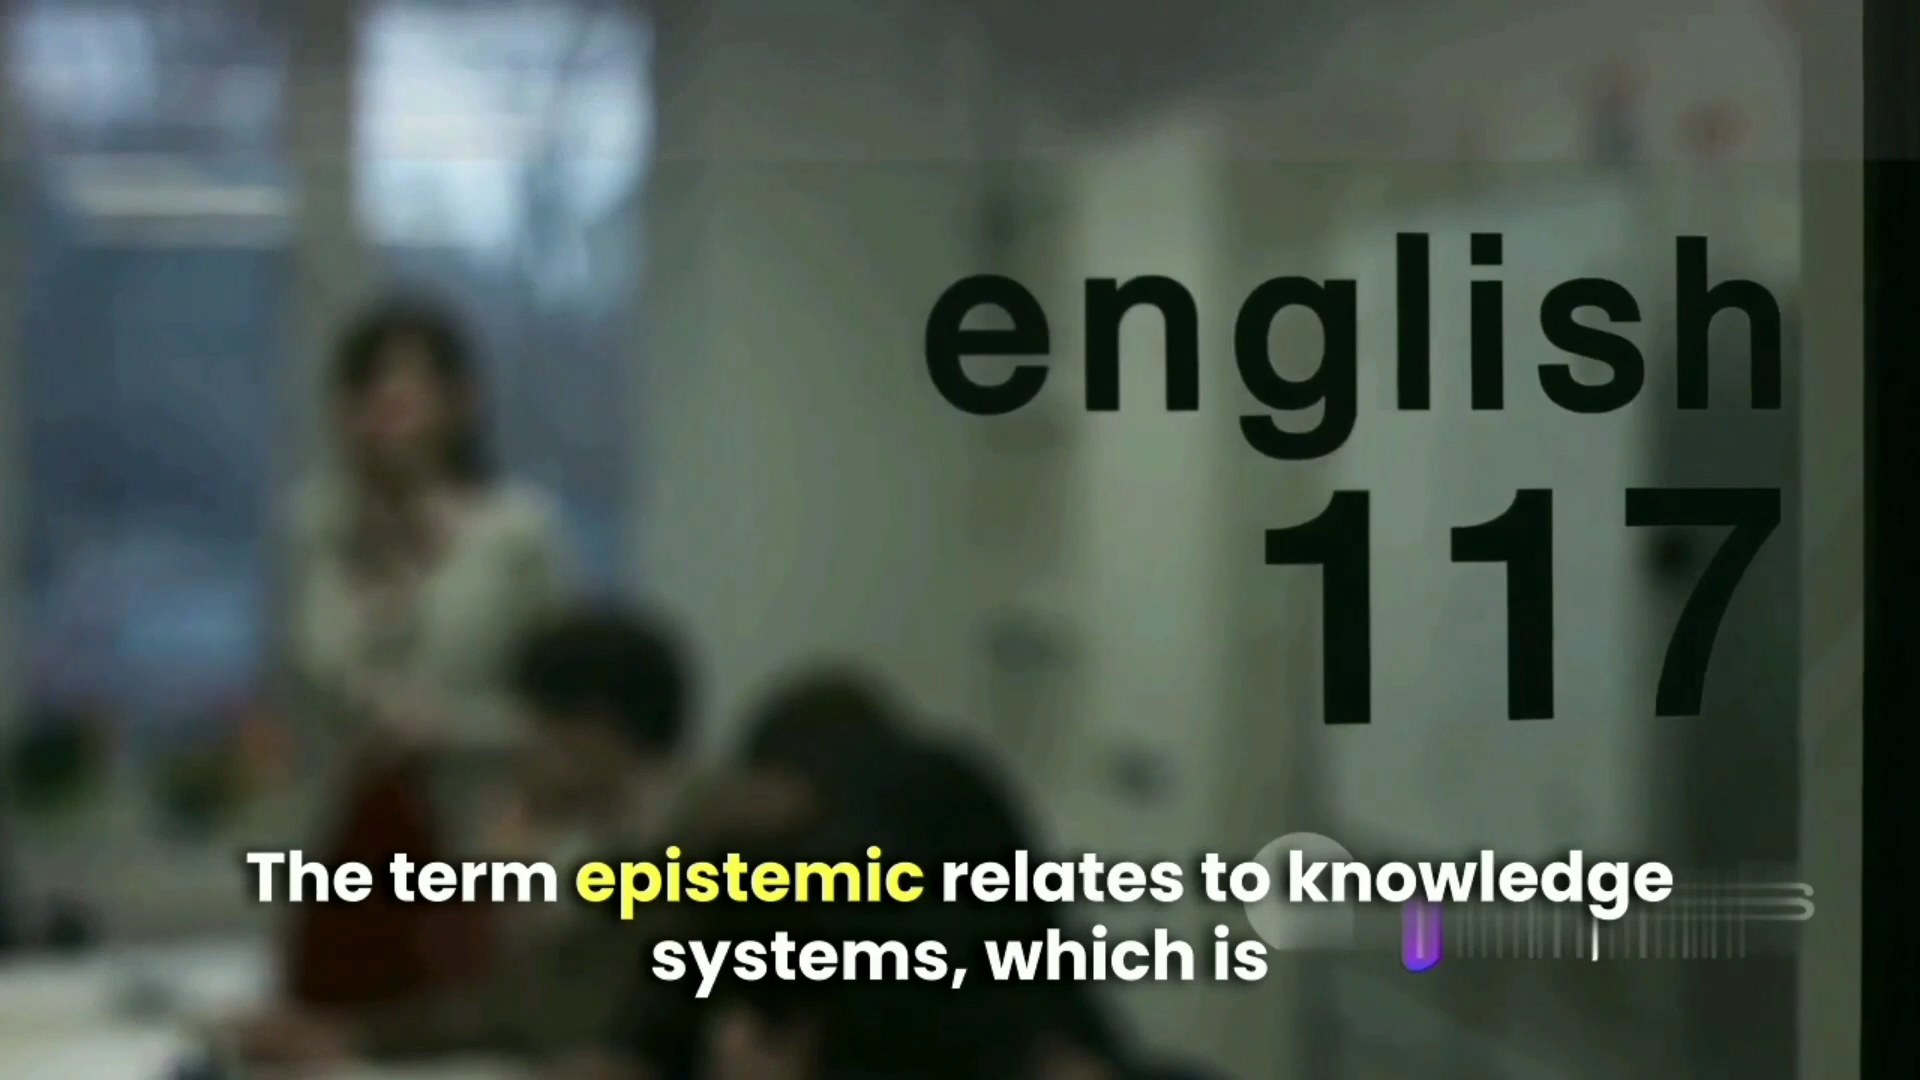 english
117
The term epistemic relates to knowledge
systems, which is